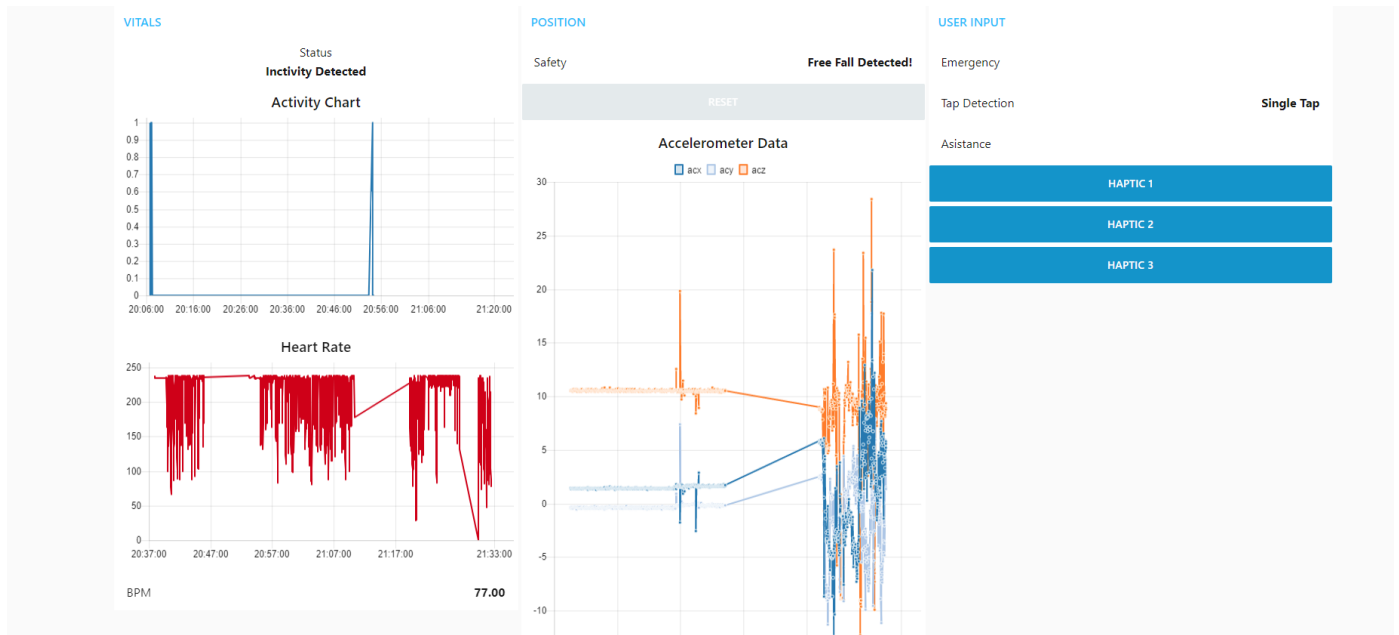 VITALS
Status
Inctivity Detected
Activity Chart
1
0.9
0.8
0.7
0.6
0.5
0.4
0.3
0.2
0.1
0
20:06:00 20:16:00 20:26:00 20:36:00 20:46:00 20:56:00 21:06:00 21:20:00
Heart Rate
250
200
150
100
50
0
20:37:00 20:47:00 20:57:00 21:07:00 21:17:00 21:33:00
BPM 77.00
POSITION
Safety Free Fall Detected!
RESET
Accelerometer Data
acx acy acz
30
25
20
15
10
5
0
-5
-10
USER INPUT
Emergency
Tap Detection Single Tap
Asistance
HAPTIC 1
HAPTIC 2
HAPTIC 3